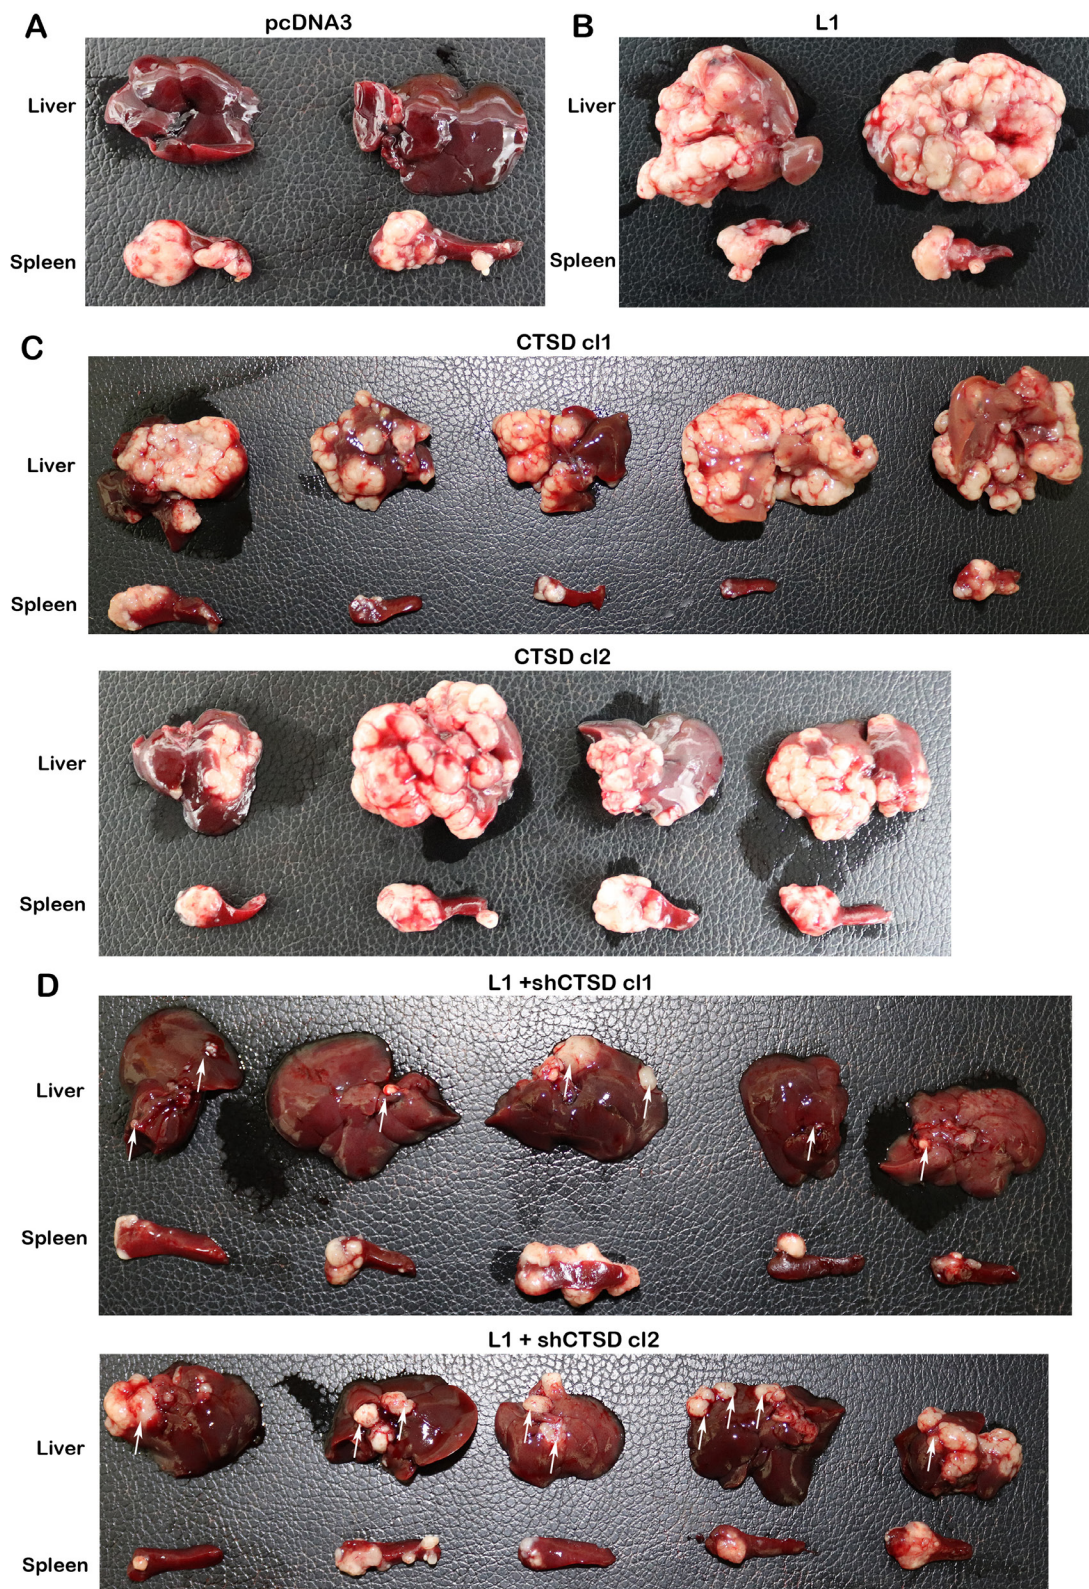 A
pcDNA3
Liver
Spleen
B
L1
Liver
Spleen
C
CTSD cl1
Liver
Spleen
CTSD cl2
Liver
Spleen
D
L1 +shCTSD cl1
Liver
Spleen
L1 + shCTSD cl2
Liver
Spleen